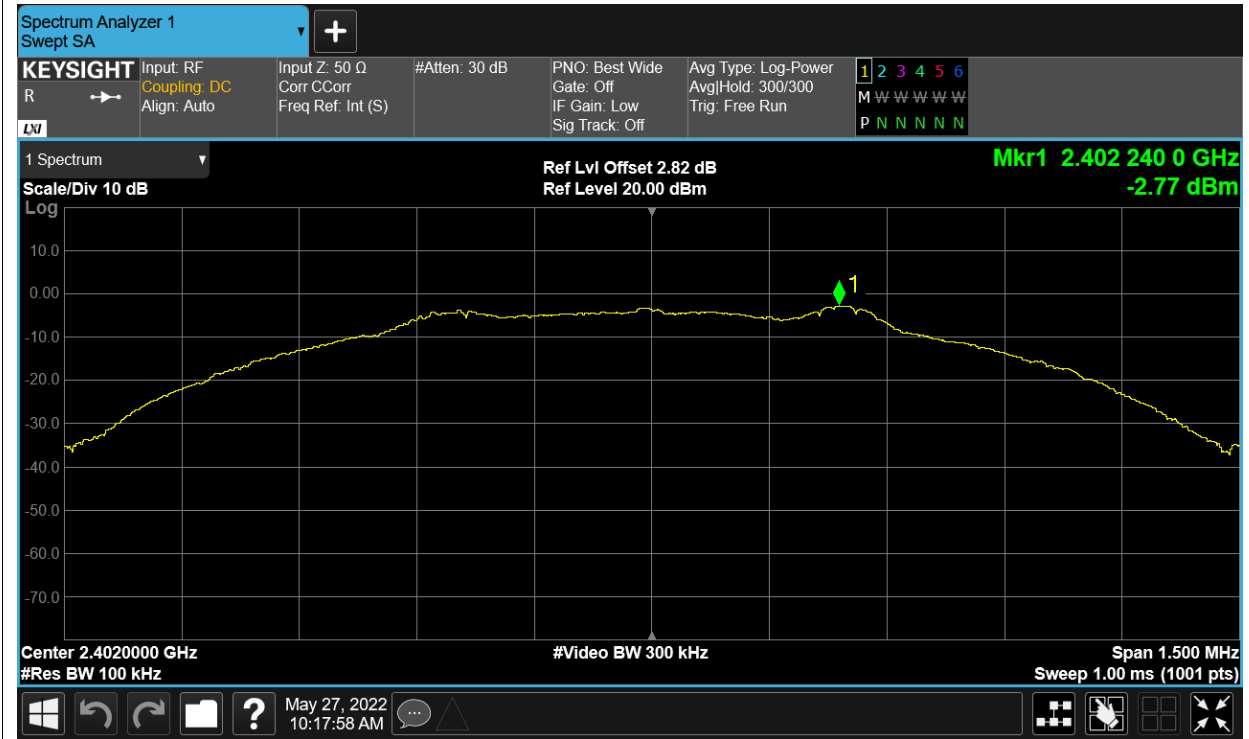 Spectrum Analyzer 1
Swept SA
KEYSIGHT
R
LXI
Input: RF
Coupling: DC
Align: Auto
Input Z: 50 Ω
Corr CCorr
Freq Ref: Int (S)
#Atten: 30 dB
PNO: Best Wide
Gate: Off
IF Gain: Low
Sig Track: Off
Avg Type: Log-Power
Avg|Hold: 300/300
Trig: Free Run
1 2 3 4 5 6
M W W W W W
P N N N N N
1 Spectrum
Scale/Div 10 dB
Ref Lvl Offset 2.82 dB
Ref Level 20.00 dBm
Mkr1 2.402 240 0 GHz
-2.77 dBm
Log
10.0
0.00
-10.0
-20.0
-30.0
-40.0
-50.0
-60.0
-70.0
1
Center 2.4020000 GHz
#Res BW 100 kHz
#Video BW 300 kHz
Span 1.500 MHz
Sweep 1.00 ms (1001 pts)
?
May 27, 2022
10:17:58 AM